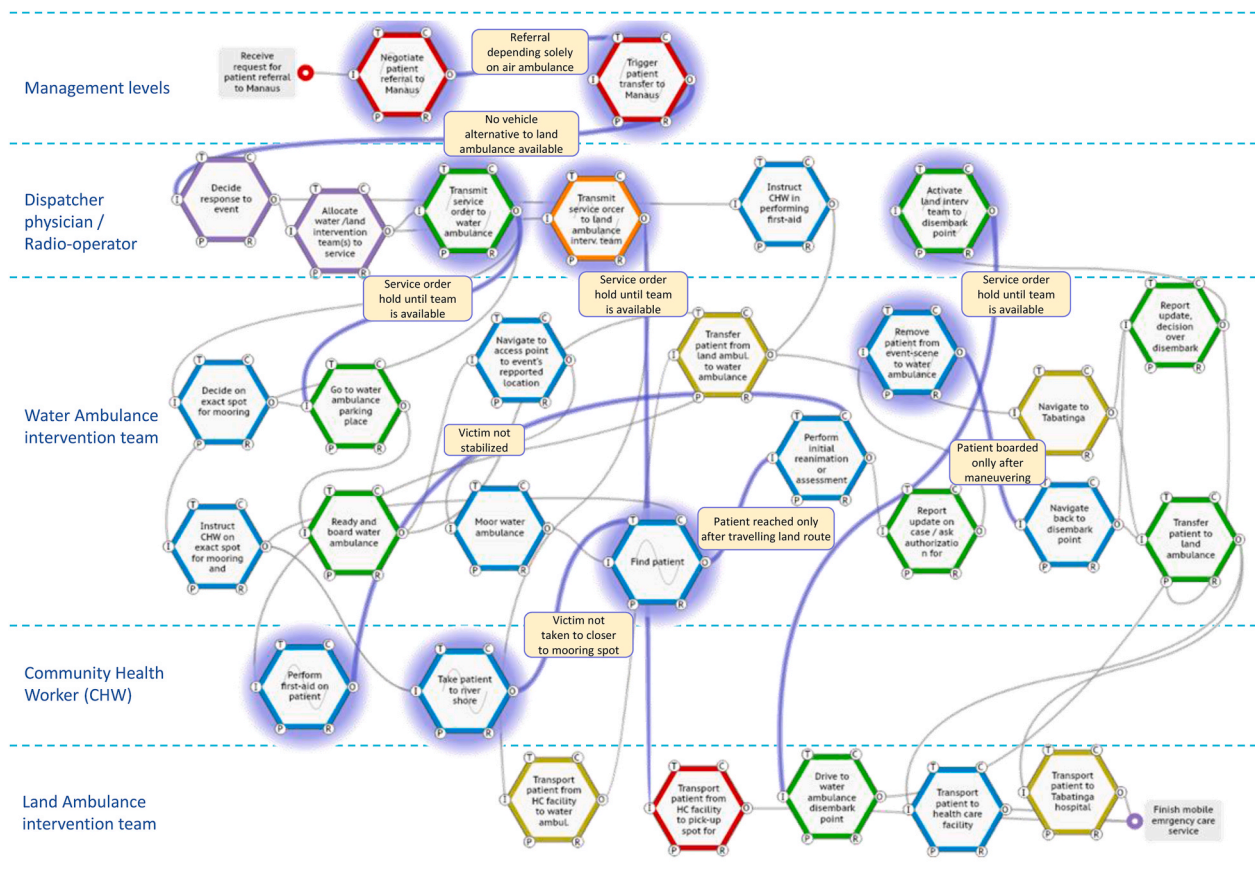 Management levels
Receive
request for
patient referral
to Manaus
Negotiate
patient
referral to
Manaus
Referral
depending solely
on air ambulance
Trigger
patient
transfer to
Manaus
No vehicle
alternative to land
ambulance available
Dispatcher
physician /
Radio-operator
Decide
response to
event
Allocate
water /land
intervention
team(s) to
service
Transmit
service
order to
water
ambulance
Transmit
service orcer
to land
ambulance
interv. team
Instruct
CHW in
performing
first-aid
Activate
land interv
team to
disembark
point
Service order
hold until team
is available
Service order
hold until team
is available
Service order
hold until team
is available
Water Ambulance
intervention team
Decide on
exact spot
for mooring
Go to water
ambulance
parking
place
Navigate to
access point
to event's
repported
location
Transfer
patient from
land ambul.
to water
ambulance
Remove
patient from
event-scene
to water
ambulance
Report
update,
decision
over
disembark
Navigate to
Tabatinga
Victim not
stabilized
Perform
initial
reanimation
or
assessment
Patient boarded
onlly after
maneuvering
Instruct
CHW on
exact spot
for mooring
and
Ready and
board water
ambulance
Moor water
ambulance
Find patient
Patient reached only
after travelling land route
Report
update on
case / ask
authorizatio
n for
Navigate
back to
disembark
point
Transfer
patient to
land
ambulance
Victim not
taken to closer
to mooring spot
Community Health
Worker (CHW)
Perform
first-aid on
patient
Take patient
to river
shore
Land Ambulance
intervention team
Transport
patient from
HC facility
to water
ambul.
Transport
patient from
HC facility
to pick-up
spot for
Drive to
water
ambulance
disembark
point
Transport
patient to
health care
facility
Transport
patient to
Tabatinga
hospital
Finish mobile
emrgency care
service